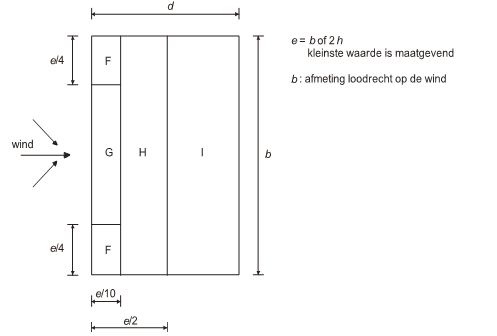 d
e = b of 2 h
kleinste waarde is maatgevend
b : afmeting loodrecht op de wind
e/4
F
wind
G
H
I
b
e/4
F
e/10
e/2